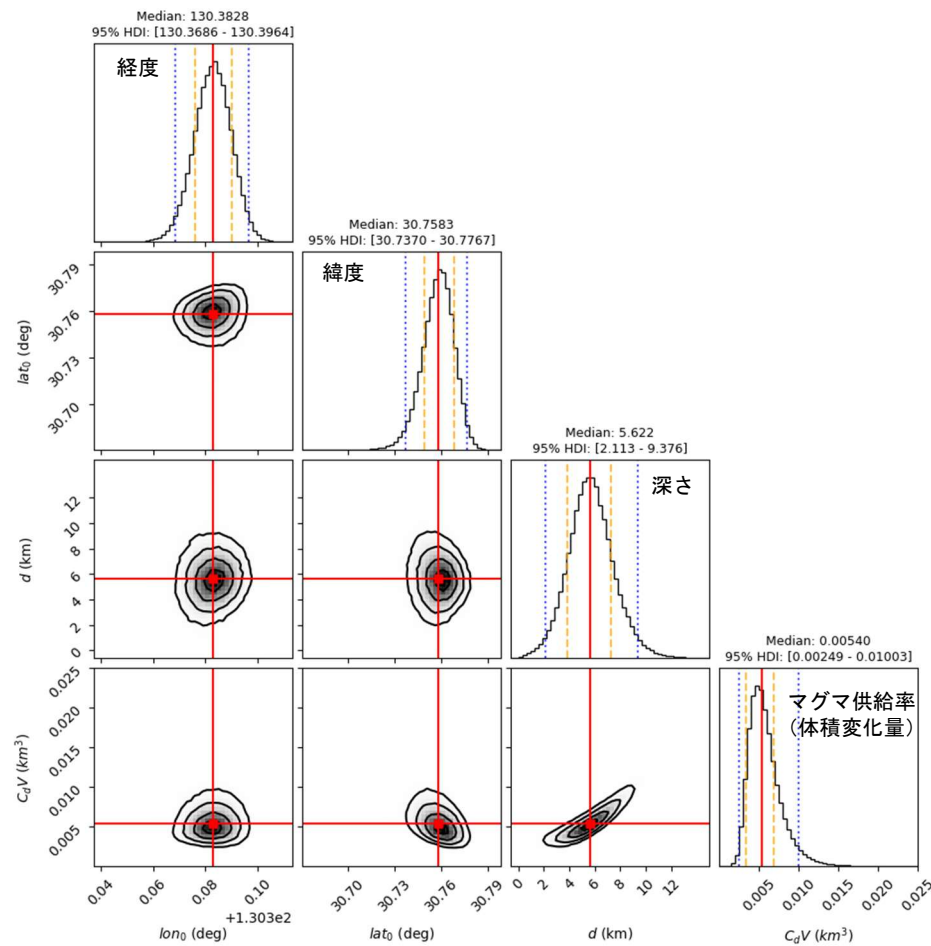 Median: 130.3828
95% HDI: [130.3686 - 130.3964]
経度
Median: 30.7583
95% HDI: [30.7370 - 30.7767]
緯度
30.79
30.76
30.73
30.70
lat₀ (deg)
Median: 5.622
95% HDI: [2.113 - 9.376]
深さ
12
10
8
6
4
2
0
d (km)
Median: 0.00540
95% HDI: [0.00249 - 0.01003]
マグマ供給率
（体積変化量）
0.025
0.020
0.015
0.010
0.005
C_dV (km³)
0.04
0.06
0.08
0.10
+1.303e2
lon₀ (deg)
30.70
30.73
30.76
30.79
lat₀ (deg)
0
2
4
6
8
10
12
d (km)
0.005
0.010
0.015
0.020
0.025
C_dV (km³)